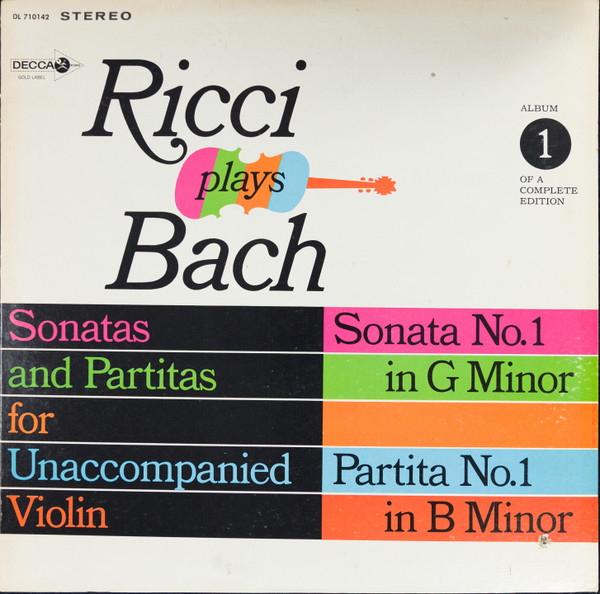 DL 710142 STEREO
DECCA
GOLD LABEL
Ricci
plays
Bach
ALBUM
1
OF A
COMPLETE
EDITION
Sonatas
and Partitas
for
Unaccompanied
Violin
Sonata No.1
in G Minor
Partita No.1
in B Minor